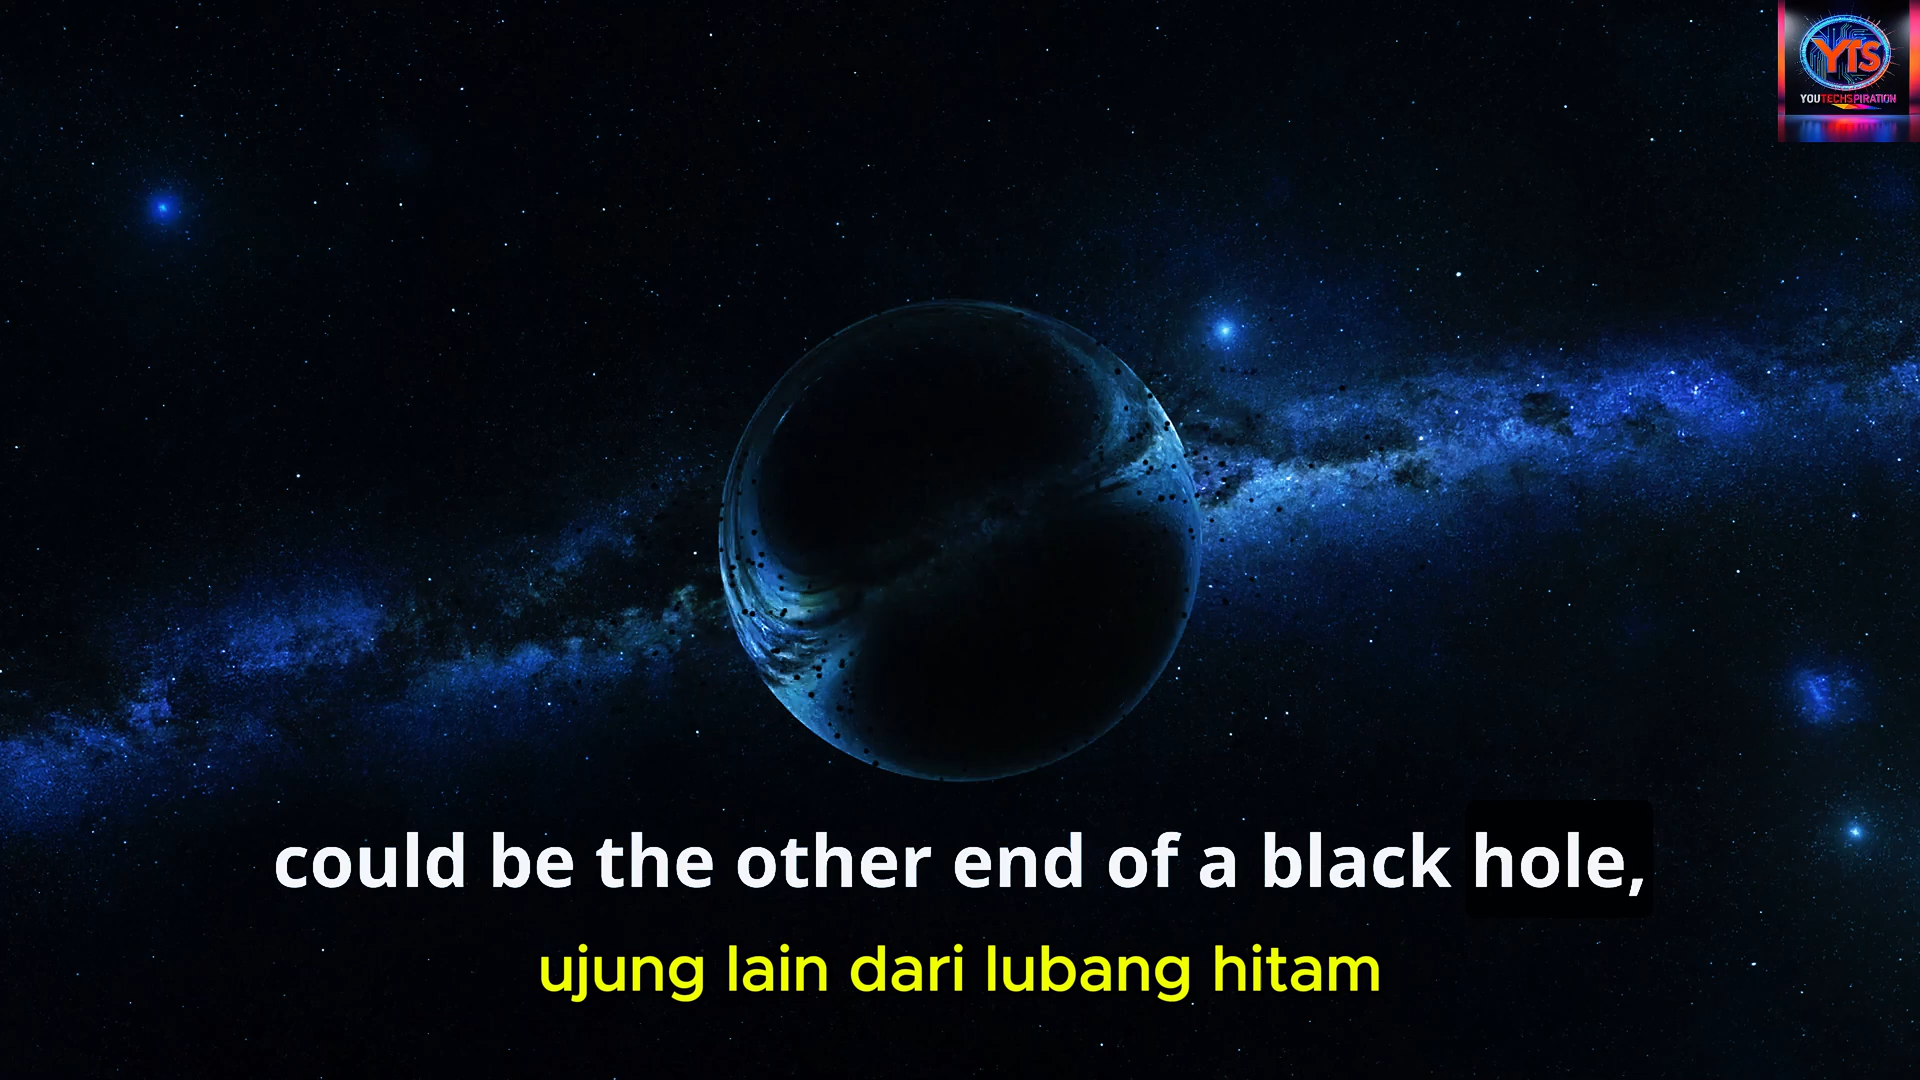 YTS
YOUTECHSPIRATION
could be the other end of a black hole,
ujung lain dari lubang hitam